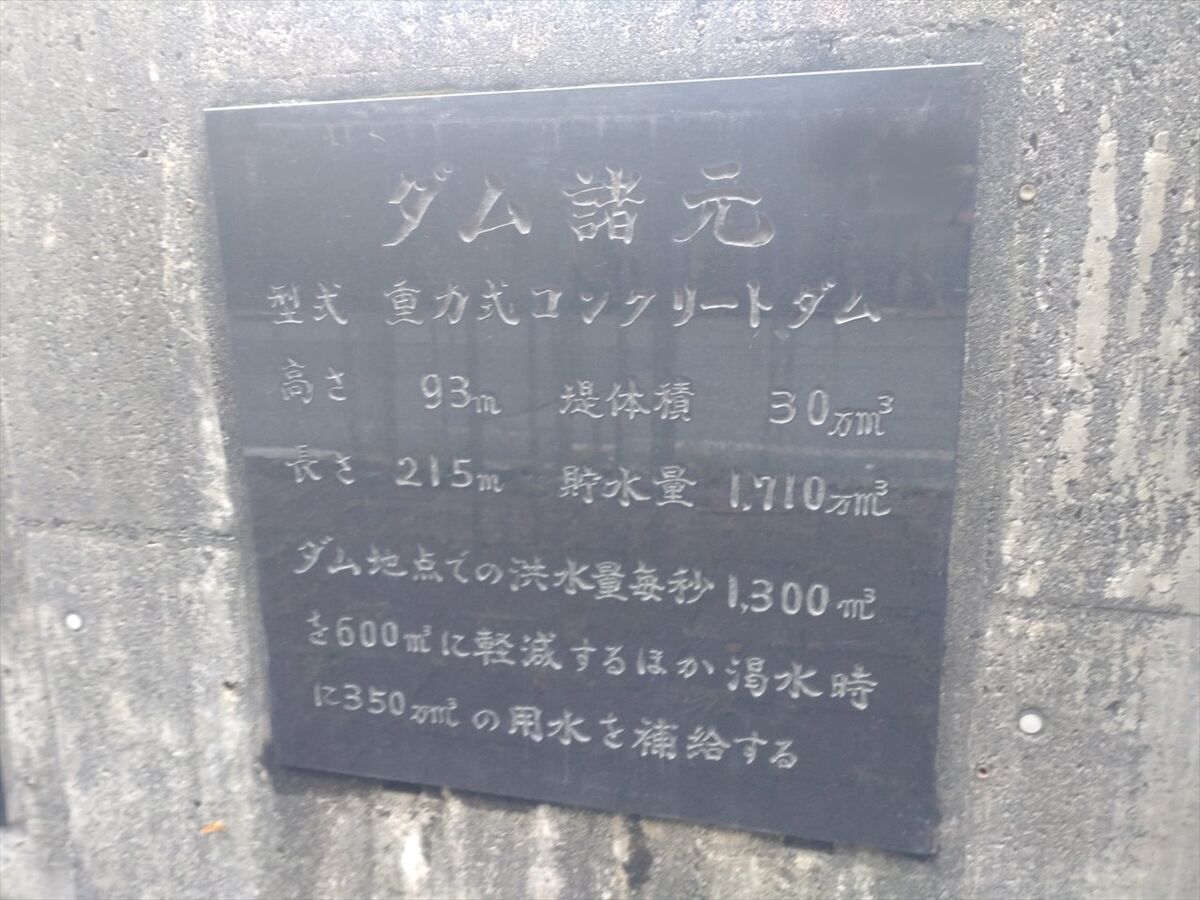 ダム諸元
型式 重力式コンクリートダム
高さ 93m 堤体積 30万m³
長さ 215m 貯水量 1,710万m³
ダム地点での洪水量毎秒1,300m³
を600m³に軽減するほか渇水時
に350万m³の用水を補給する